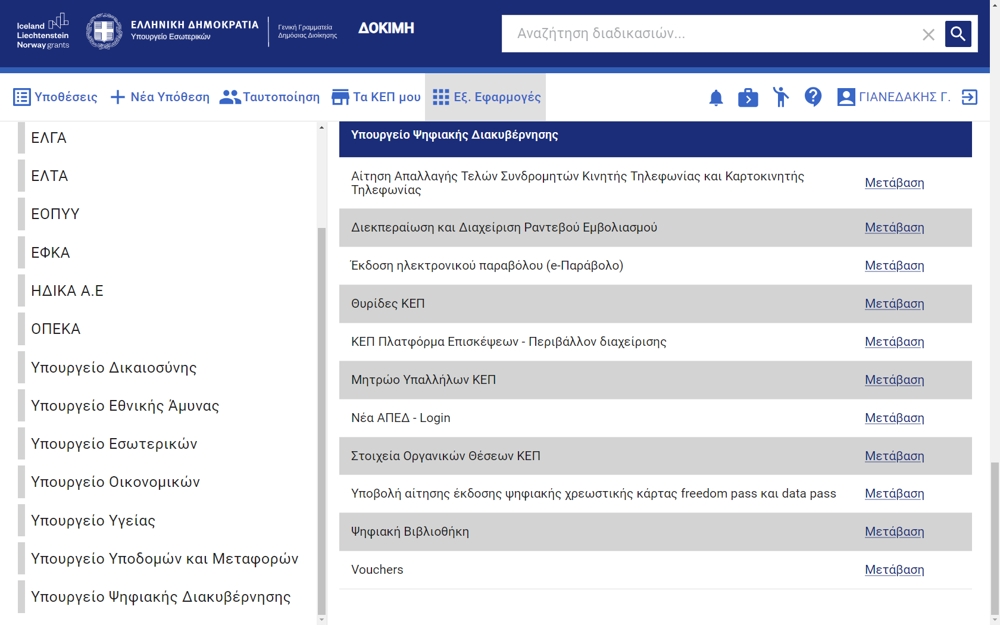 Iceland
Liechtenstein
Norway grants
ΕΛΛΗΝΙΚΗ ΔΗΜΟΚΡΑΤΙΑ
Υπουργείο Εσωτερικών
Γενική Γραμματεία
Δημόσιας Διοίκησης
ΔΟΚΙΜΗ
Αναζήτηση διαδικασιών...
Υποθέσεις
Νέα Υπόθεση
Ταυτοποίηση
Τα ΚΕΠ μου
Εξ. Εφαρμογές
ΓΙΑΝΕΔΑΚΗΣ Γ.
ΕΛΓΑ
ΕΛΤΑ
ΕΟΠΥΥ
ΕΦΚΑ
ΗΔΙΚΑ Α.Ε
ΟΠΕΚΑ
Υπουργείο Δικαιοσύνης
Υπουργείο Εθνικής Άμυνας
Υπουργείο Εσωτερικών
Υπουργείο Οικονομικών
Υπουργείο Υγείας
Υπουργείο Υποδομών και Μεταφορών
Υπουργείο Ψηφιακής Διακυβέρνησης
Υπουργείο Ψηφιακής Διακυβέρνησης
Αίτηση Απαλλαγής Τελών Συνδρομητών Κινητής Τηλεφωνίας και Καρτοκινητής
Τηλεφωνίας
Μετάβαση
Διεκπεραίωση και Διαχείριση Ραντεβού Εμβολιασμού
Μετάβαση
Έκδοση ηλεκτρονικού παραβόλου (e-Παράβολο)
Μετάβαση
Θυρίδες ΚΕΠ
Μετάβαση
ΚΕΠ Πλατφόρμα Επισκέψεων - Περιβάλλον διαχείρισης
Μετάβαση
Μητρώο Υπαλλήλων ΚΕΠ
Μετάβαση
Νέα ΑΠΕΔ - Login
Μετάβαση
Στοιχεία Οργανικών Θέσεων ΚΕΠ
Μετάβαση
Υποβολή αίτησης έκδοσης ψηφιακής χρεωστικής κάρτας freedom pass και data pass
Μετάβαση
Ψηφιακή Βιβλιοθήκη
Μετάβαση
Vouchers
Μετάβαση